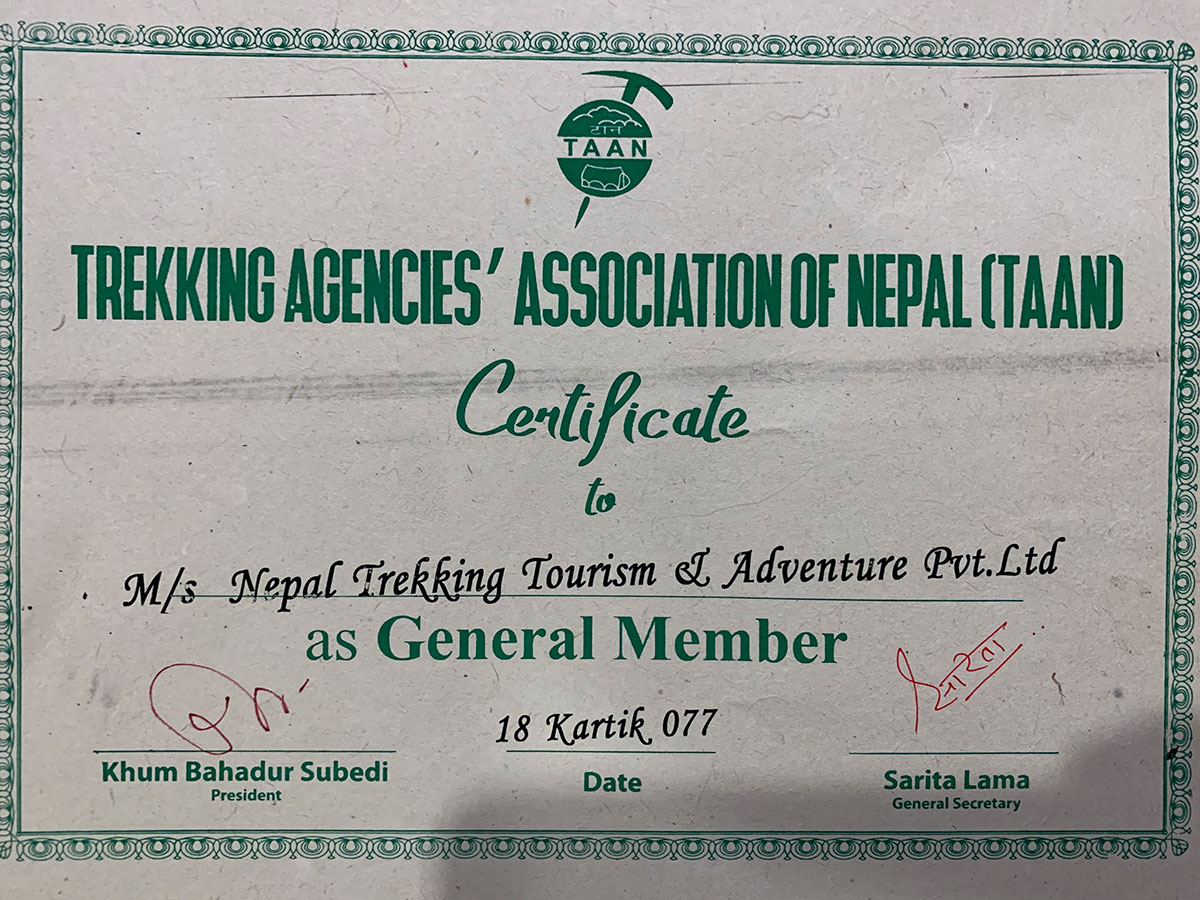 टान
TAAN
TREKKING AGENCIES' ASSOCIATION OF NEPAL (TAAN)
Certificate
to
M/s Nepal Trekking Tourism & Adventure Pvt.Ltd
as General Member
18 Kartik 077
Khum Bahadur Subedi
President
Date
सरिता
Sarita Lama
General Secretary